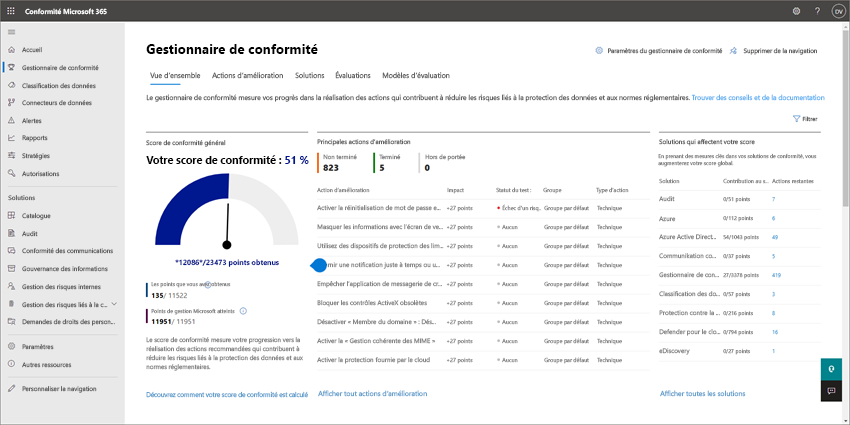 Conformité Microsoft 365
DV
Accueil
Gestionnaire de conformité
Classification des données
Connecteurs de données
Alertes
Rapports
Stratégies
Autorisations
Solutions
Catalogue
Audit
Conformité des communications
Gouvernance des informations
Gestion des risques internes
Gestion des risques liés à la c...
Demandes de droits des person...
Paramètres
Autres ressources
Personnaliser la navigation
Gestionnaire de conformité
Paramètres du gestionnaire de conformité
Supprimer de la navigation
Vue d'ensemble
Actions d'amélioration
Solutions
Évaluations
Modèles d'évaluation
Le gestionnaire de conformité mesure vos progrès dans la réalisation des actions qui contribuent à réduire les risques liés à la protection des données et aux normes réglementaires. Trouver des conseils et de la documentation
Filtrer
Score de conformité général
Votre score de conformité : 51 %
*12086*/23473 points obtenus
Les points que vous avez obtenus
135/ 11522
Points de gestion Microsoft atteints
11951/ 11951
Le score de conformité mesure votre progression vers la
réalisation des actions recommandées qui contribuent à
réduire les risques liés à la protection des données et aux
normes réglementaires.
Découvrez comment votre score de conformité est calculé
Principales actions d'amélioration
Non terminé
823
Terminé
5
Hors de portée
0
Action d'amélioration Impact Statut du test : Groupe Type d'action
Activer la réinitialisation de mot de passe e... +27 points Échec d'un risq. Groupe par défaut Technique
Masquer les informations avec l'écran de ve... +27 points Aucun Groupe par défaut Technique
Utilisez des dispositifs de protection des lim... +27 points Aucun Groupe par défaut Technique
une notification juste à temps ou u... +27 points Aucun Groupe par défaut Technique
Empêcher l'application de messagerie de cr... +27 points Aucun Groupe par défaut Technique
Bloquer les contrôles ActiveX obsolètes +27 points Aucun Groupe par défaut Technique
Désactiver « Membre du domaine » : Dés... +27 points Aucun Groupe par défaut Technique
Activer la « Gestion cohérente des MIME » +27 points Aucun Groupe par défaut Technique
Activer la protection fournie par le cloud +27 points Aucun Groupe par défaut Technique
Afficher tout actions d'amélioration
Solutions qui affectent votre score
En prenant des mesures clés dans vos solutions de conformité, vous
augmenterez votre score global.
Solution Contribution au s... Actions restantes
Audit 0/51 points 7
Azure 0/112 points 6
Azure Active Direct... 54/1043 points 49
Communication co... 0/37 points 5
Gestionnaire de con... 27/3378 points 419
Classification des do... 0/57 points 3
Protection contre la ... 0/216 points 8
Defender pour le clo... 0/794 points 16
eDiscovery 0/27 points 1
Afficher toutes les solutions